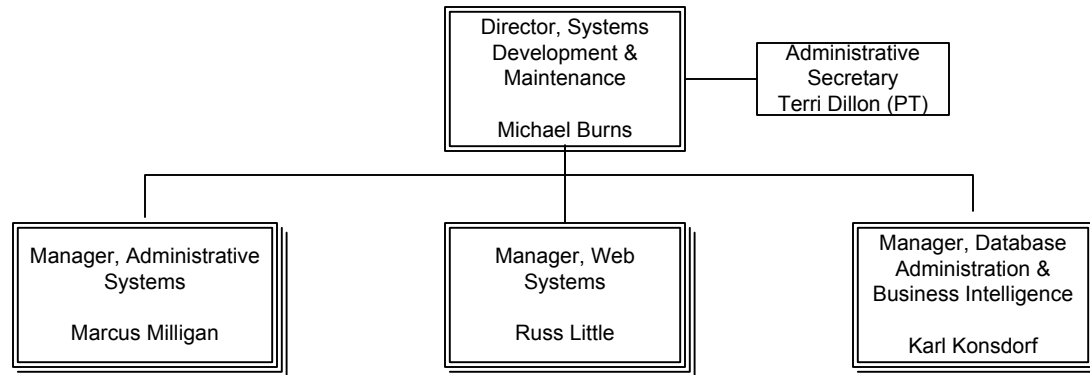 Director, Systems
Development &
Maintenance
Michael Burns
Administrative
Secretary
Terri Dillon (PT)
Manager, Administrative
Systems
Marcus Milligan
Manager, Web
Systems
Russ Little
Manager, Database
Administration &
Business Intelligence
Karl Konsdorf